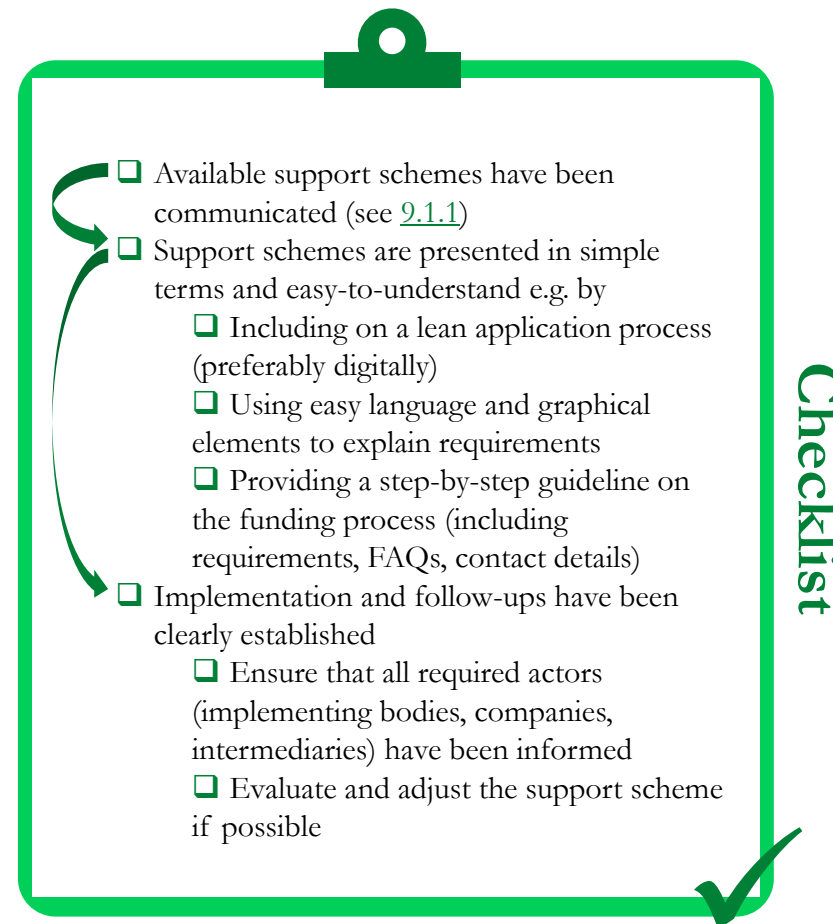 ❑ Available support schemes have been
communicated (see 9.1.1)
❑ Support schemes are presented in simple
terms and easy-to-understand e.g. by
❑ Including on a lean application process
(preferably digitally)
❑ Using easy language and graphical
elements to explain requirements
❑ Providing a step-by-step guideline on
the funding process (including
requirements, FAQs, contact details)
❑ Implementation and follow-ups have been
clearly established
❑ Ensure that all required actors
(implementing bodies, companies,
intermediaries) have been informed
❑ Evaluate and adjust the support scheme
if possible
Checklist